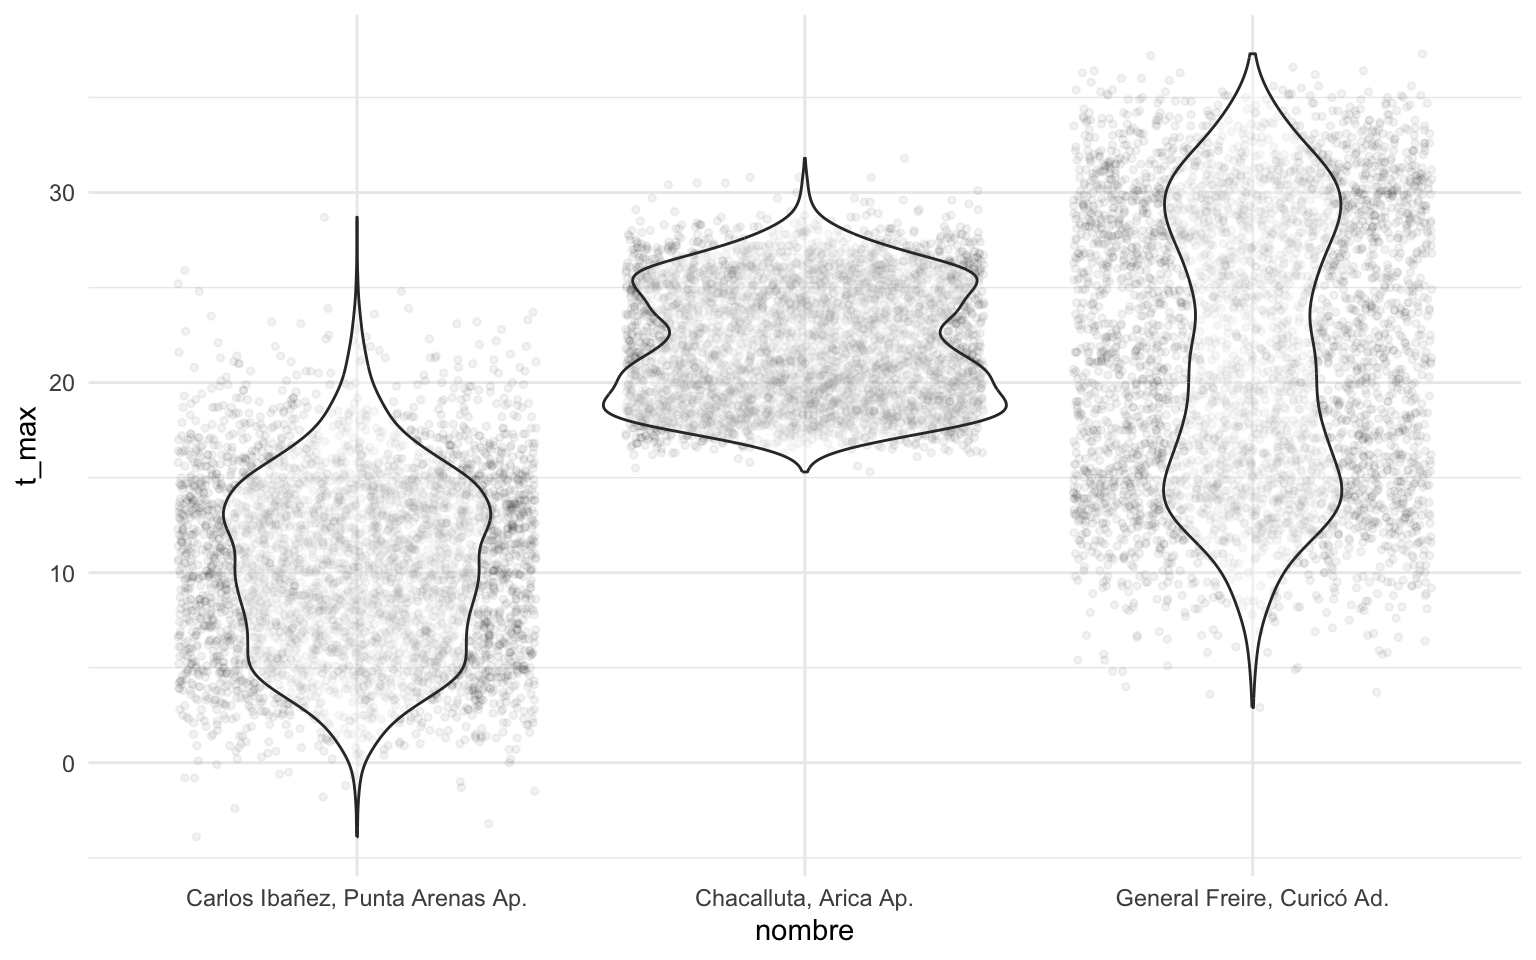 30
20
10
0
t_max
Carlos Ibañez, Punta Arenas Ap.
Chacalluta, Arica Ap.
General Freire, Curicó Ad.
nombre